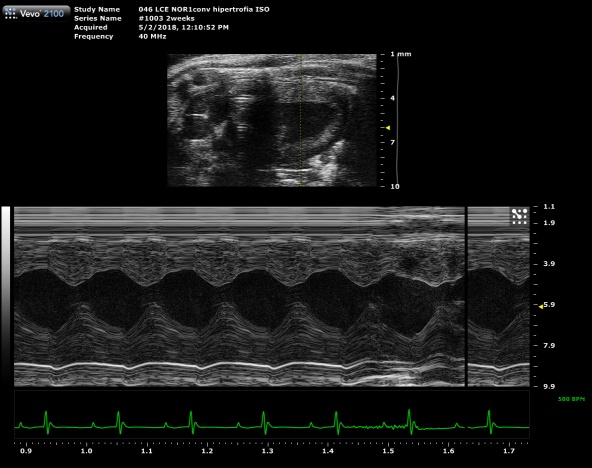 Vevo 2100
Study Name 046 LCE NOR1conv hipertrofia ISO
Series Name #1003 2weeks
Acquired 5/2/2018, 12:10:52 PM
Frequency 40 MHz
1 mm
4
7
10
1.1
1.9
3.9
5.9
7.9
9.9
500 BPM
0.9 1.0 1.1 1.2 1.3 1.4 1.5 1.6 1.7